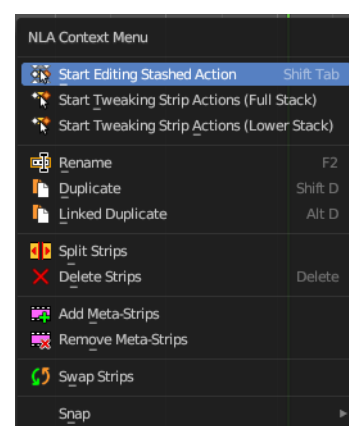 NLA Context Menu
Start Editing Stashed Action Shift Tab
Start Tweaking Strip Actions (Full Stack)
Start Tweaking Strip Actions (Lower Stack)
Rename F2
Duplicate Shift D
Linked Duplicate Alt D
Split Strips
Delete Strips Delete
Add Meta-Strips
Remove Meta-Strips
Swap Strips
Snap